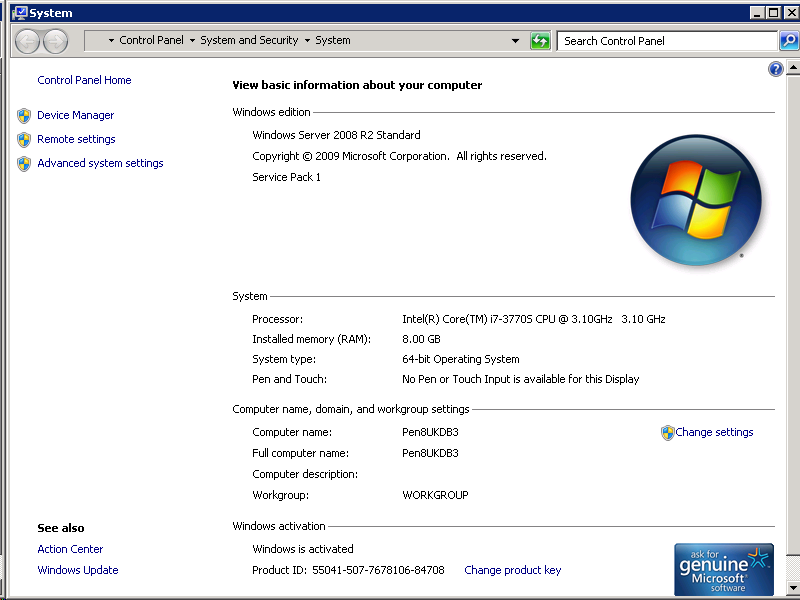 System
Control Panel System and Security System
Search Control Panel
Control Panel Home
Device Manager
Remote settings
Advanced system settings
View basic information about your computer
Windows edition
Windows Server 2008 R2 Standard
Copyright © 2009 Microsoft Corporation. All rights reserved.
Service Pack 1
System
Processor: Intel(R) Core(TM) i7-3770S CPU @ 3.10GHz 3.10 GHz
Installed memory (RAM): 8.00 GB
System type: 64-bit Operating System
Pen and Touch: No Pen or Touch Input is available for this Display
Computer name, domain, and workgroup settings
Computer name: Pen8UKDB3 Change settings
Full computer name: Pen8UKDB3
Computer description:
Workgroup: WORKGROUP
See also
Action Center
Windows Update
Windows activation
Windows is activated
Product ID: 55041-507-7678106-84708 Change product key
ask for
genuine
Microsoft
software